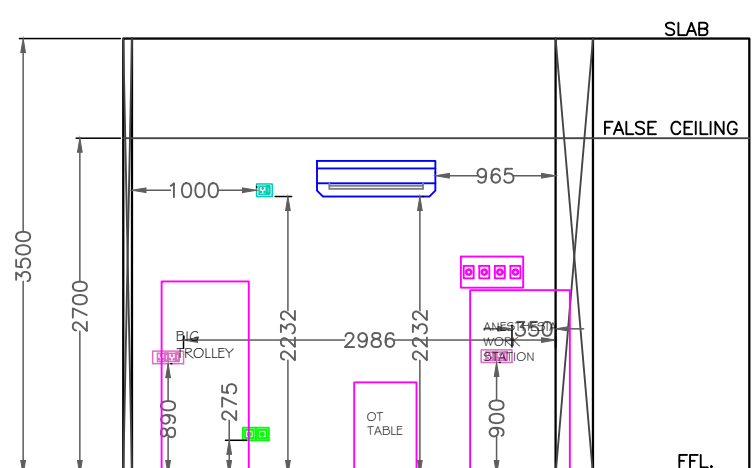 SLAB
FALSE CEILING
965
1000
3500
2700
2232
2986
2232
ANESTHESIA
WORK
STATION
350
BIG
TROLLEY
890
275
OT
TABLE
900
FFL.